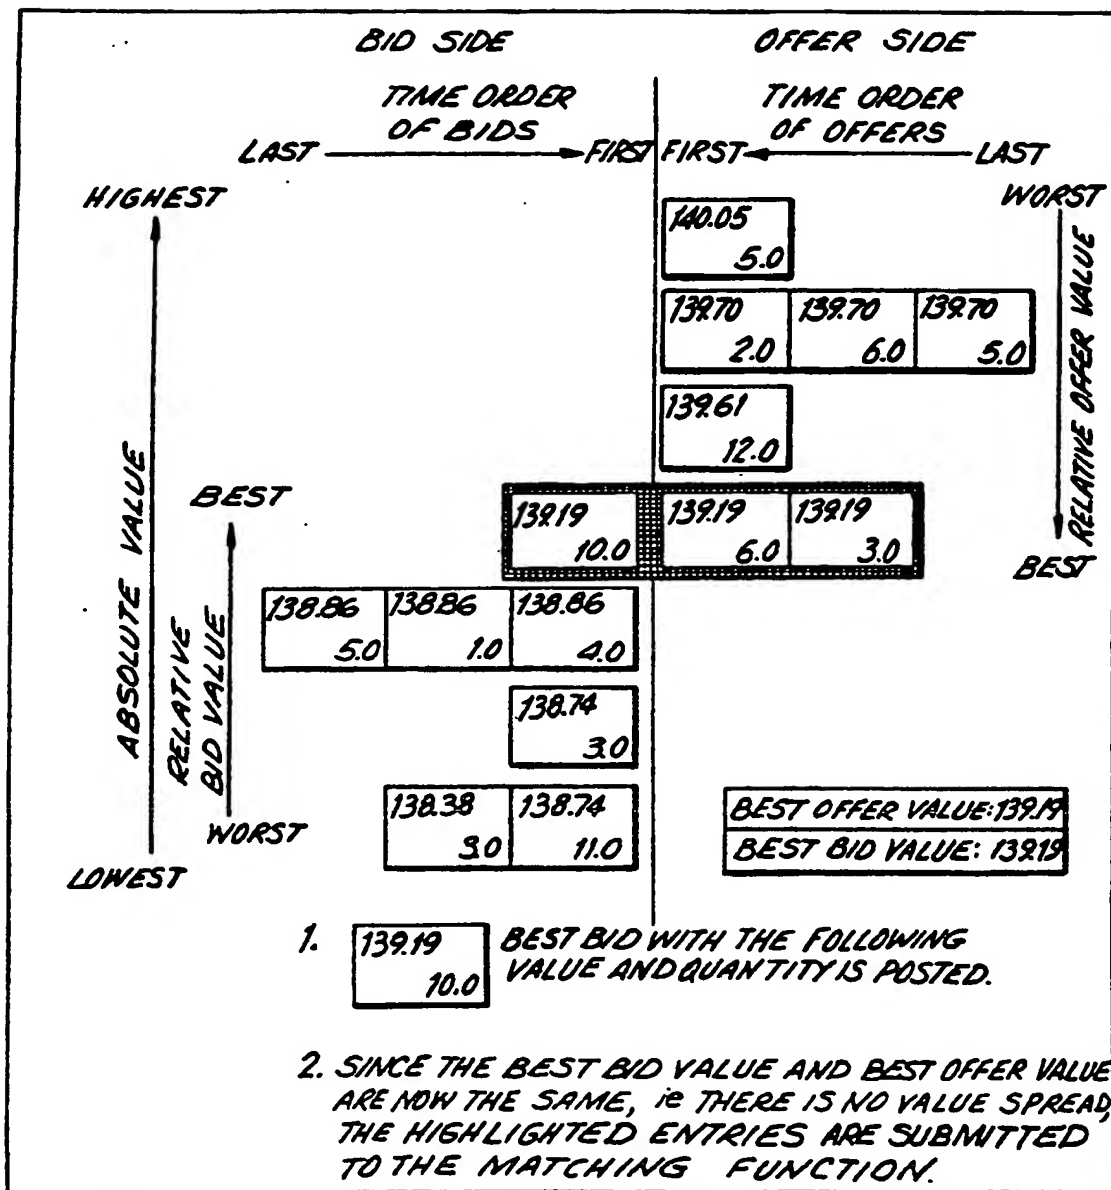 BID SIDE OFFER SIDE
TIME ORDER OF BIDS TIME ORDER OF OFFERS
LAST FIRST FIRST LAST
HIGHEST WORST
140.05
5.0
139.70 139.70 139.70
2.0 6.0 5.0
139.61
12.0
RELATIVE OFFER VALUE
BEST
139.19 139.19 139.19
10.0 6.0 3.0
BEST
138.86 138.86 138.86
5.0 1.0 4.0
ABSOLUTE VALUE
RELATIVE
BID VALUE
138.74
3.0
138.38 138.74
3.0 11.0
WORST
LOWEST
BEST OFFER VALUE: 139.19
BEST BID VALUE: 139.19
1. 139.19
10.0
BEST BID WITH THE FOLLOWING
VALUE AND QUANTITY IS POSTED.
2. SINCE THE BEST BID VALUE AND BEST OFFER VALUE
ARE NOW THE SAME, ie THERE IS NO VALUE SPREAD,
THE HIGHLIGHTED ENTRIES ARE SUBMITTED
TO THE MATCHING FUNCTION.